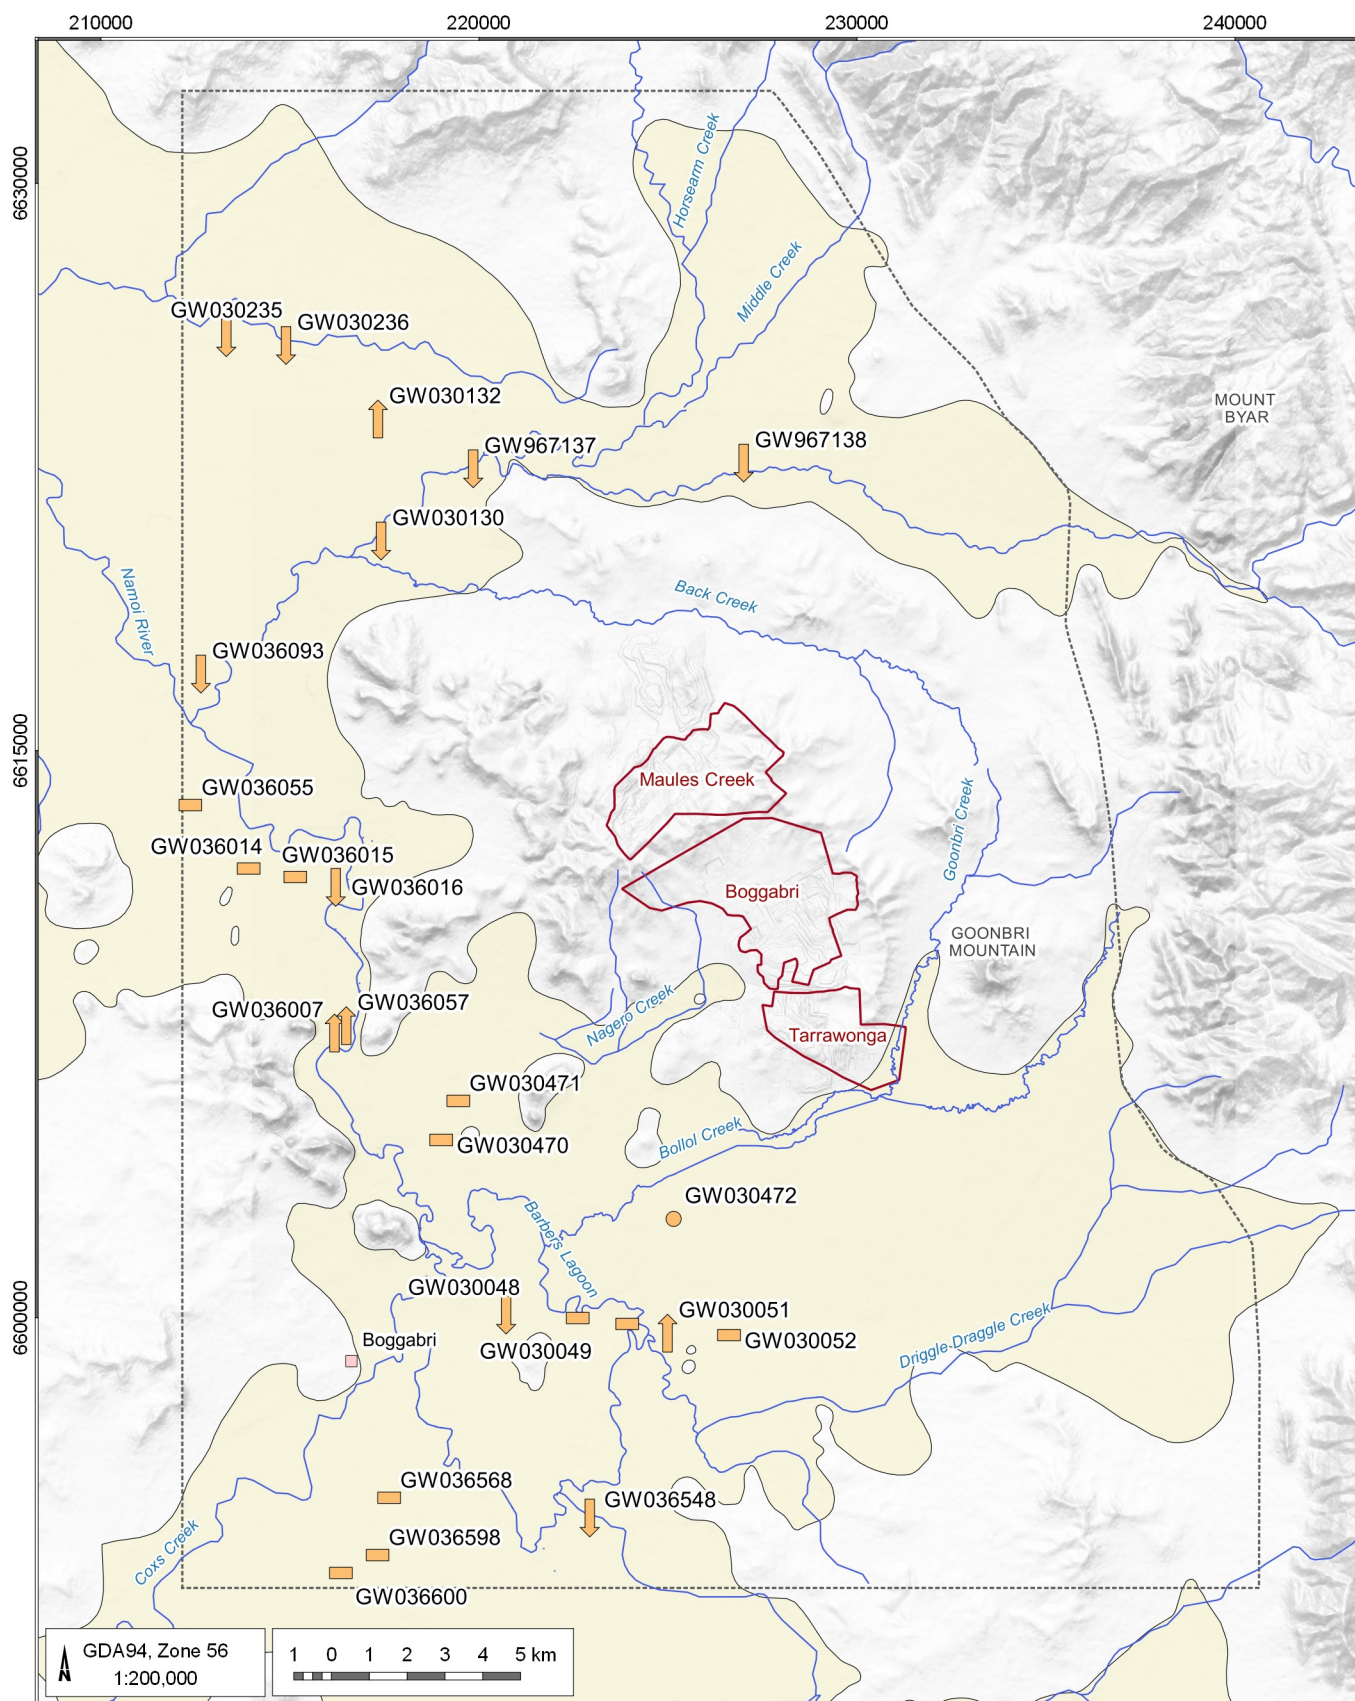 210000
220000
230000
240000
6630000
Horsearm Creek
Middle Creek
GW030235
GW030236
GW030132
MOUNT
BYAR
GW967137
GW967138
GW030130
Namoi River
Back Creek
GW036093
6615000
Maules Creek
GW036055
Goonbri Creek
GW036014
GW036015
GW036016
Boggabri
GOONBRI
MOUNTAIN
GW036007
GW036057
Nagero Creek
Tarrawonga
GW030471
GW030470
Bollol Creek
GW030472
Barbers Lagoon
GW030048
GW030051
6600000
Boggabri
GW030049
GW030052
Driggle Draggle Creek
GW036568
GW036548
GW036598
Coxs Creek
GW036600
N
GDA94, Zone 56
1:200,000
1 0 1 2 3 4 5 km